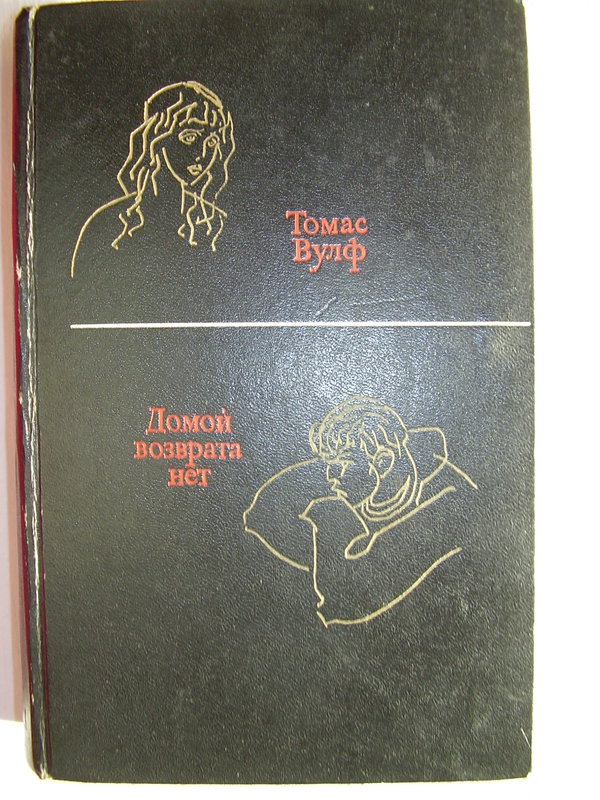 Томас
Вулф
Домой
возврата
нет